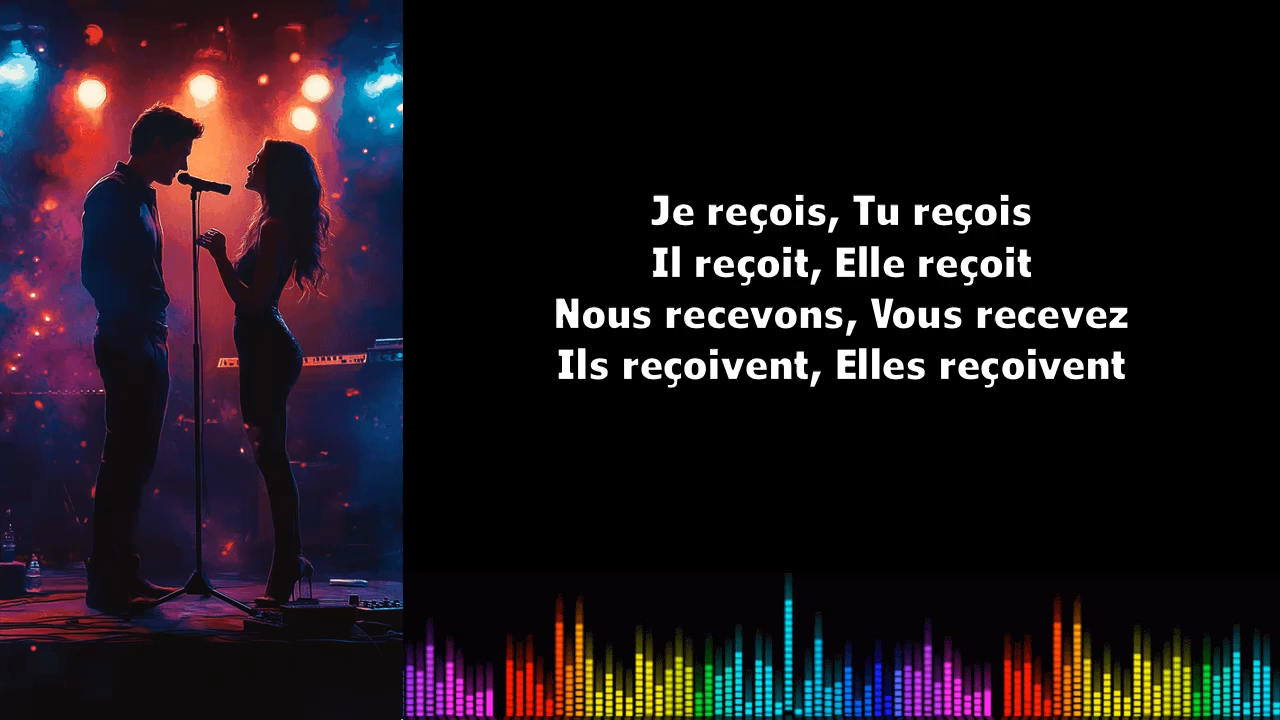 Je reçois, Tu reçois
Il reçoit, Elle reçoit
Nous recevons, Vous recevez
Ils reçoivent, Elles reçoivent